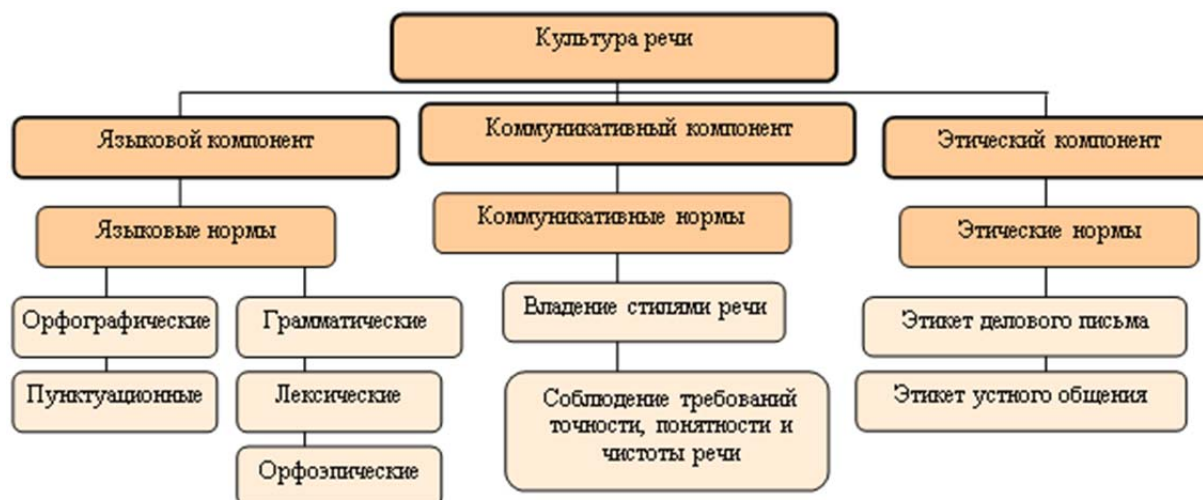 Культура речи
Языковой компонент
Коммуникативный компонент
Этический компонент
Языковые нормы
Коммуникативные нормы
Этические нормы
Орфографические
Грамматические
Владение стилями речи
Этикет делового письма
Пунктуационные
Лексические
Соблюдение требований
точности, понятности и
чистоты речи
Этикет устного общения
Орфоэпические